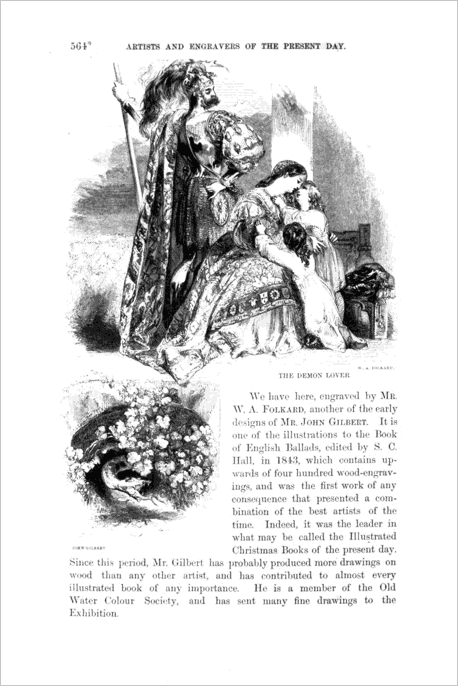 564* ARTISTS AND ENGRAVERS OF THE PRESENT DAY.
W. A. FOLKARD.
THE DEMON LOVER
We have here, engraved by MR.
W. A. FOLKARD, another of the early
designs of MR. JOHN GILBERT. It is
one of the illustrations to the Book
of English Ballads, edited by S. C.
Hall, in 1843, which contains up-
wards of four hundred wood-engrav-
ings, and was the first work of any
consequence that presented a com-
bination of the best artists of the
time. Indeed, it was the leader in
what may be called the Illustrated
Christmas Books of the present day.
JOHN GILBERT
Since this period, Mr. Gilbert has probably produced more drawings on
wood than any other artist, and has contributed to almost every
illustrated book of any importance. He is a member of the Old
Water Colour Society, and has sent many fine drawings to the
Exhibition.